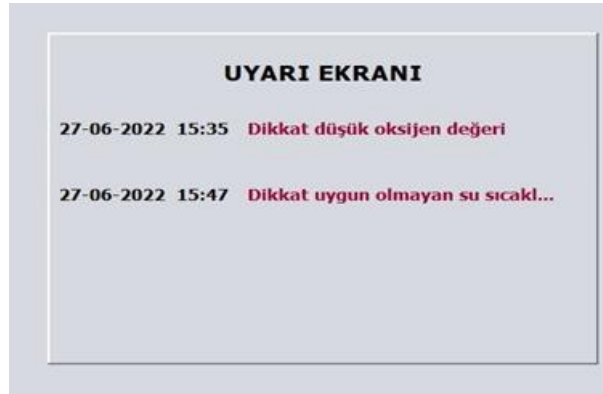 UYARI EKRANI
27-06-2022 15:35 Dikkat düşük oksijen değeri
27-06-2022 15:47 Dikkat uygun olmayan su sıcakl...